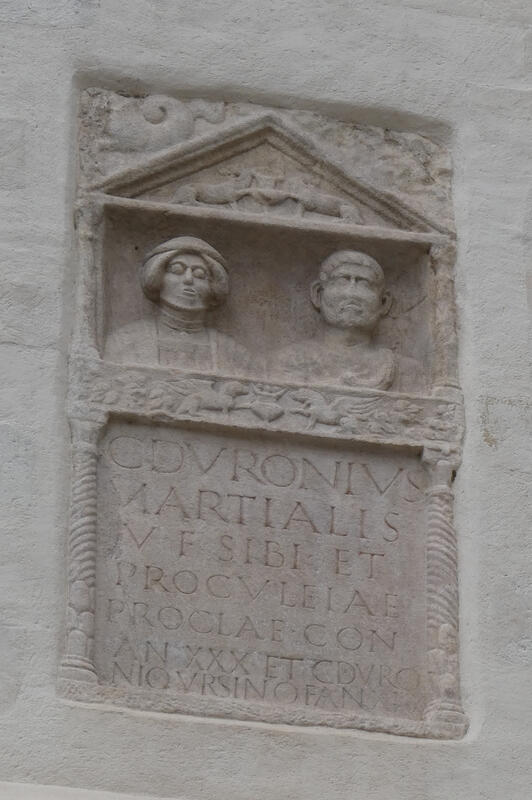 C·DVRONIVS
MARTIALIS
V F SIBI·ET
PROCVLEIAE
PROCLAE·CON
AN XXX ET C DVRO
NIO VRSINO F AN